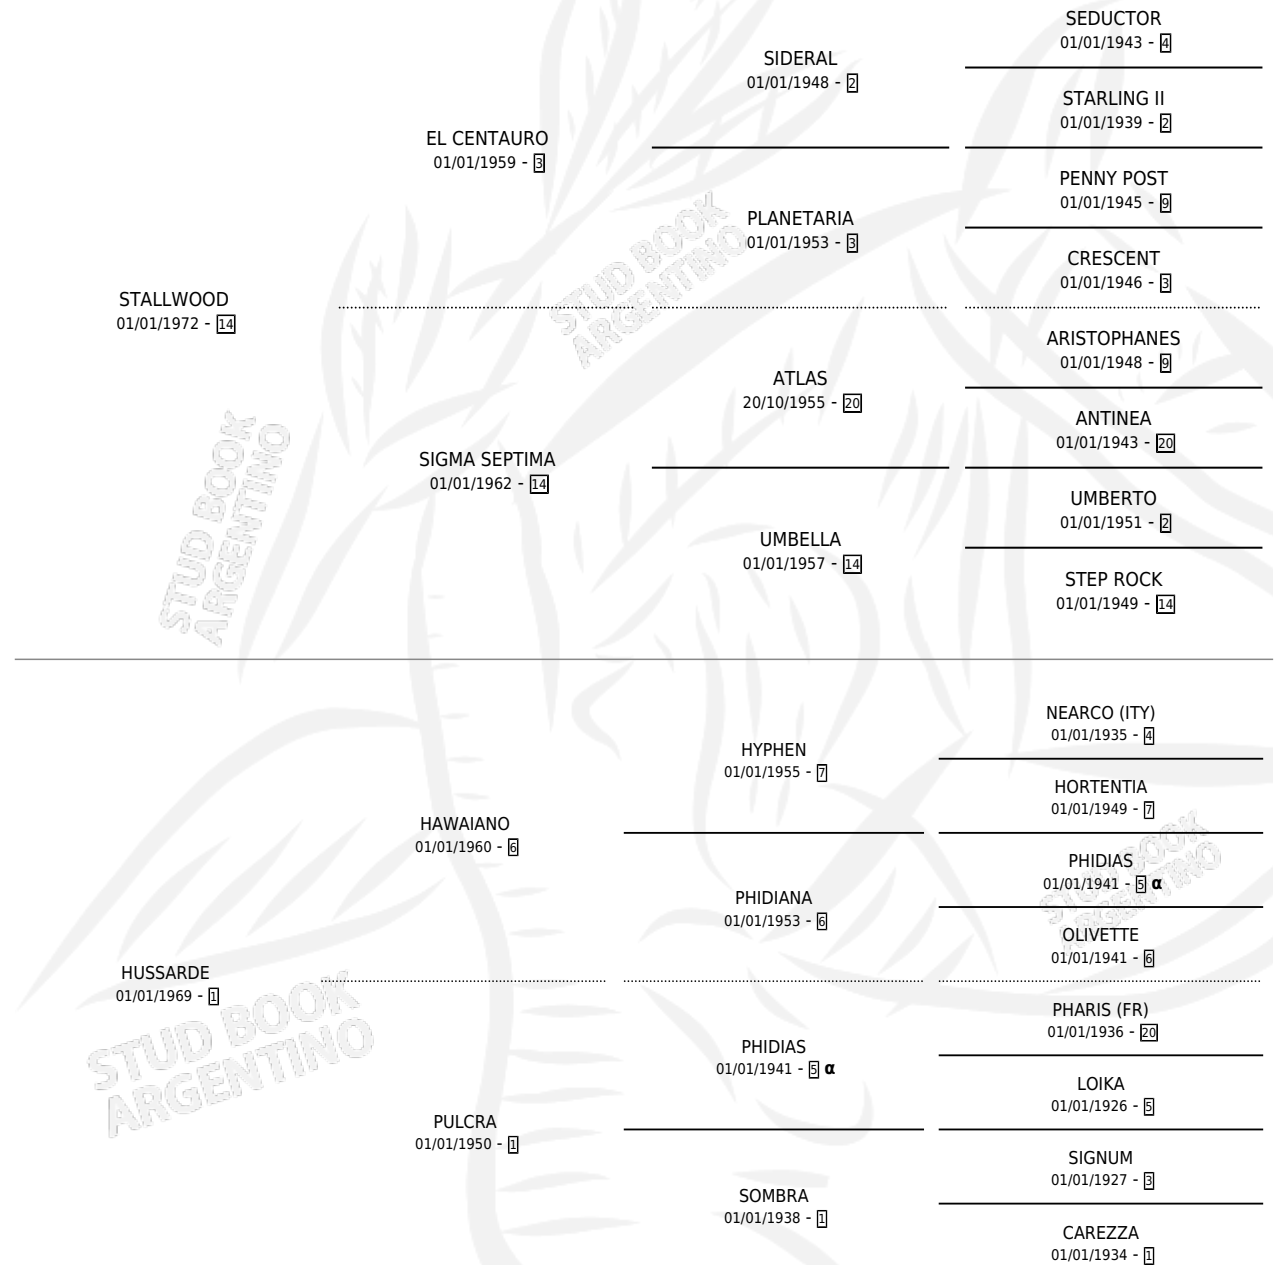 SEDUCTOR
01/01/1943 - 4
SIDERAL
01/01/1948 - 2
STARLING II
01/01/1939 - 2
EL CENTAURO
01/01/1959 - 3
PENNY POST
01/01/1945 - 9
PLANETARIA
01/01/1953 - 3
CRESCENT
01/01/1946 - 3
STALLWOOD
01/01/1972 - 14
ARISTOPHANES
01/01/1948 - 9
ATLAS
20/10/1955 - 20
ANTINEA
01/01/1943 - 20
SIGMA SEPTIMA
01/01/1962 - 14
UMBERTO
01/01/1951 - 2
UMBELLA
01/01/1957 - 14
STEP ROCK
01/01/1949 - 14
NEARCO (ITY)
01/01/1935 - 4
HYPHEN
01/01/1955 - 7
HORTENTIA
01/01/1949 - 7
HAWAIANO
01/01/1960 - 6
PHIDIAS
01/01/1941 - 5 α
PHIDIANA
01/01/1953 - 6
OLIVETTE
01/01/1941 - 6
HUSSARDE
01/01/1969 - 1
PHARIS (FR)
01/01/1936 - 20
PHIDIAS
01/01/1941 - 5 α
LOIKA
01/01/1926 - 5
PULCRA
01/01/1950 - 1
SIGNUM
01/01/1927 - 3
SOMBRA
01/01/1938 - 1
CAREZZA
01/01/1934 - 1
STUD BOOK
ARGENTINO
STUD BOOK
ARGENTINO
STUD BOOK
ARGENTINO
STUD BOOK
ARGENTINO